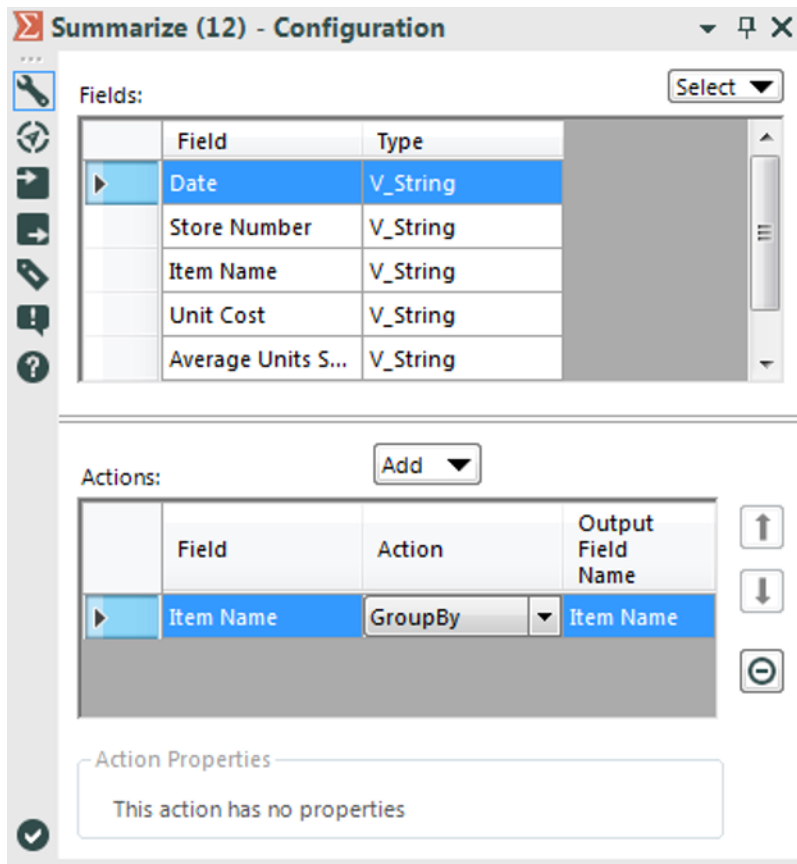 Summarize (12) - Configuration
Fields:
Select
Field Type
Date V_String
Store Number V_String
Item Name V_String
Unit Cost V_String
Average Units S... V_String
Actions:
Add
Field Action Output Field Name
Item Name GroupBy Item Name
Action Properties
This action has no properties